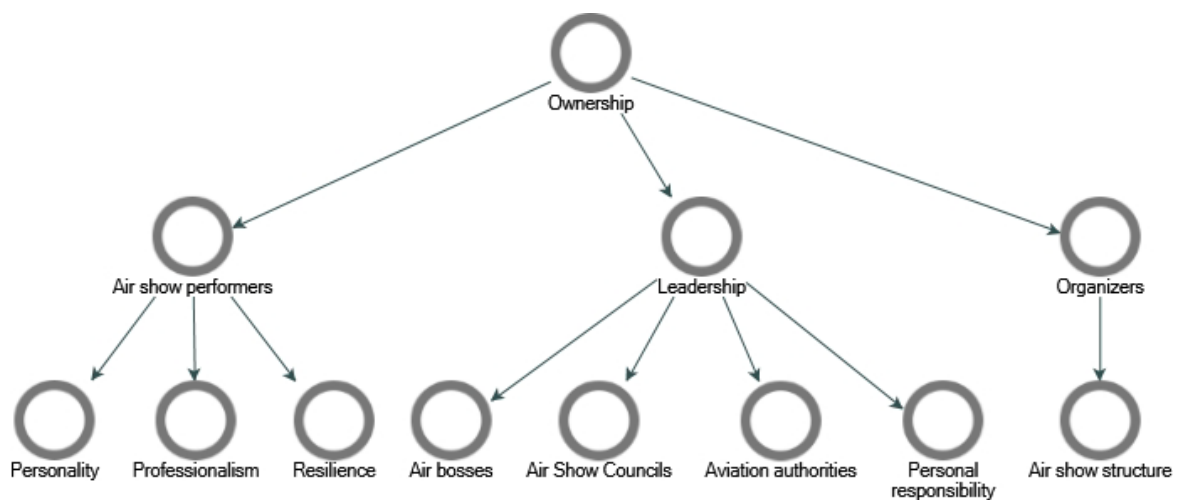 Ownership
Air show performers
Leadership
Organizers
Personality
Professionalism
Resilience
Air bosses
Air Show Councils
Aviation authorities
Personal
responsibility
Air show structure